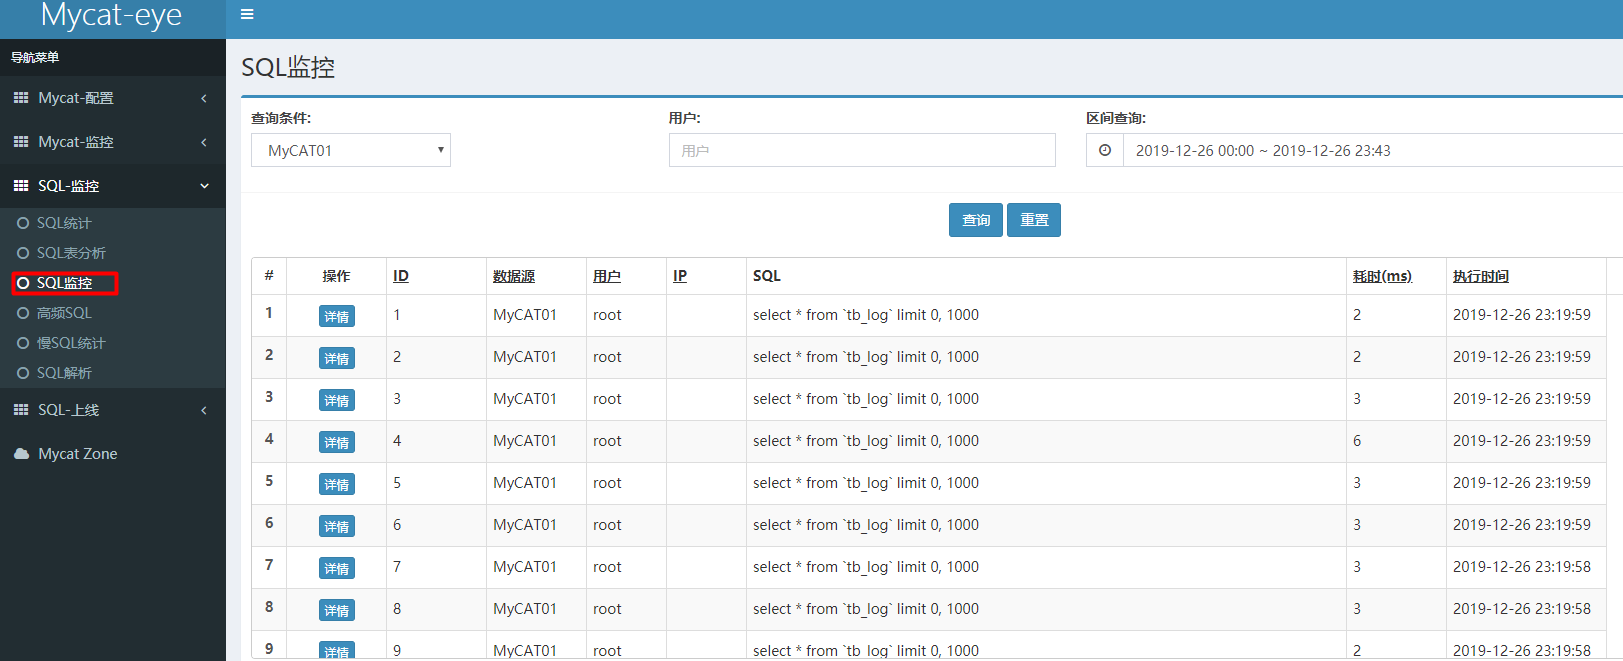 Mycat-eye
导航菜单
Mycat-配置
Mycat-监控
SQL-监控
SQL统计
SQL表分析
SQL监控
高频SQL
慢SQL统计
SQL解析
SQL-上线
Mycat Zone
SQL监控
查询条件: 用户: 区间查询:
MyCAT01 用户 2019-12-26 00:00 ~ 2019-12-26 23:43
查询 重置
# 操作 ID 数据源 用户 IP SQL 耗时(ms) 执行时间
1 详情 1 MyCAT01 root select * from `tb_log` limit 0, 1000 2 2019-12-26 23:19:59
2 详情 2 MyCAT01 root select * from `tb_log` limit 0, 1000 2 2019-12-26 23:19:59
3 详情 3 MyCAT01 root select * from `tb_log` limit 0, 1000 3 2019-12-26 23:19:59
4 详情 4 MyCAT01 root select * from `tb_log` limit 0, 1000 6 2019-12-26 23:19:59
5 详情 5 MyCAT01 root select * from `tb_log` limit 0, 1000 3 2019-12-26 23:19:59
6 详情 6 MyCAT01 root select * from `tb_log` limit 0, 1000 3 2019-12-26 23:19:59
7 详情 7 MyCAT01 root select * from `tb_log` limit 0, 1000 3 2019-12-26 23:19:58
8 详情 8 MyCAT01 root select * from `tb_log` limit 0, 1000 3 2019-12-26 23:19:58
9 详情 9 MyCAT01 root select * from `tb_log` limit 0, 1000 2 2019-12-26 23:19:58